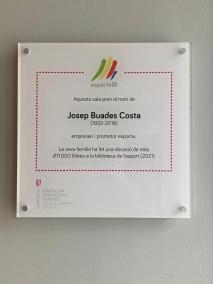 esportsIB
Aquesta sala pren el nom de
Josep Buades Costa
(1932-2016)
empresari i promotor esportiu.
La seva família ha fet una donació de més
d'11.000 llibres a la biblioteca de l'esport (2021)